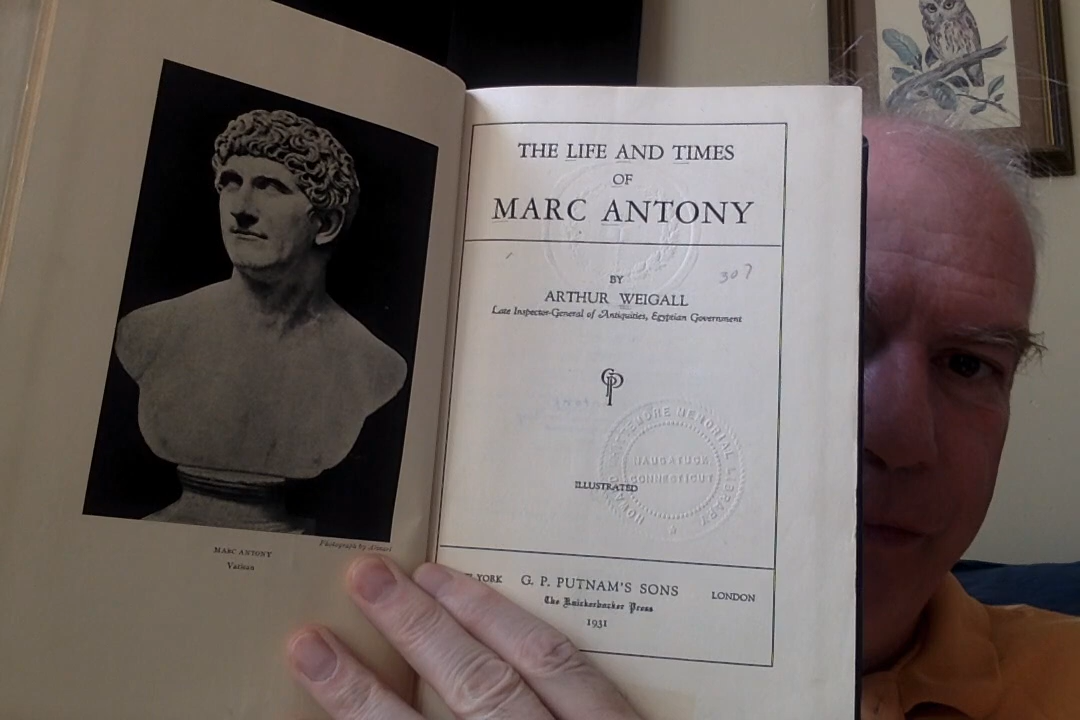 MARC ANTONY
Vatican
Photograph by Alinari
THE LIFE AND TIMES
OF
MARC ANTONY
BY
ARTHUR WEIGALL
Late Inspector-General of Antiquities, Egyptian Government
307
GP
MEMORIAL LIBRARY
NAUGATUCK
CONNECTICUT
ILLUSTRATED
YORK G. P. PUTNAM'S SONS LONDON
The Knickerbocker Press
1931